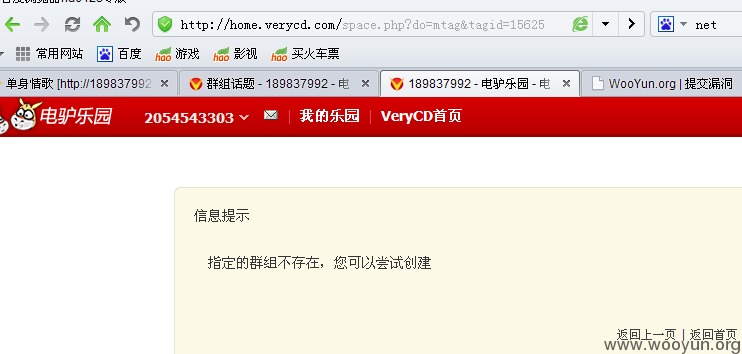 http://home.verycd.com/space.php?do=mtag&tagid=15625 net
常用网站 百度 hao 游戏 hao 影视 hao 买火车票
单身情歌 [http://189837992 群组话题 - 189837992 - 电 189837992 - 电驴乐园 - 电 WooYun.org | 提交漏洞
电驴乐园 2054543303 我的乐园 VeryCD首页
信息提示
指定的群组不存在，您可以尝试创建
返回上一页 | 返回首页
www.wooyun.org